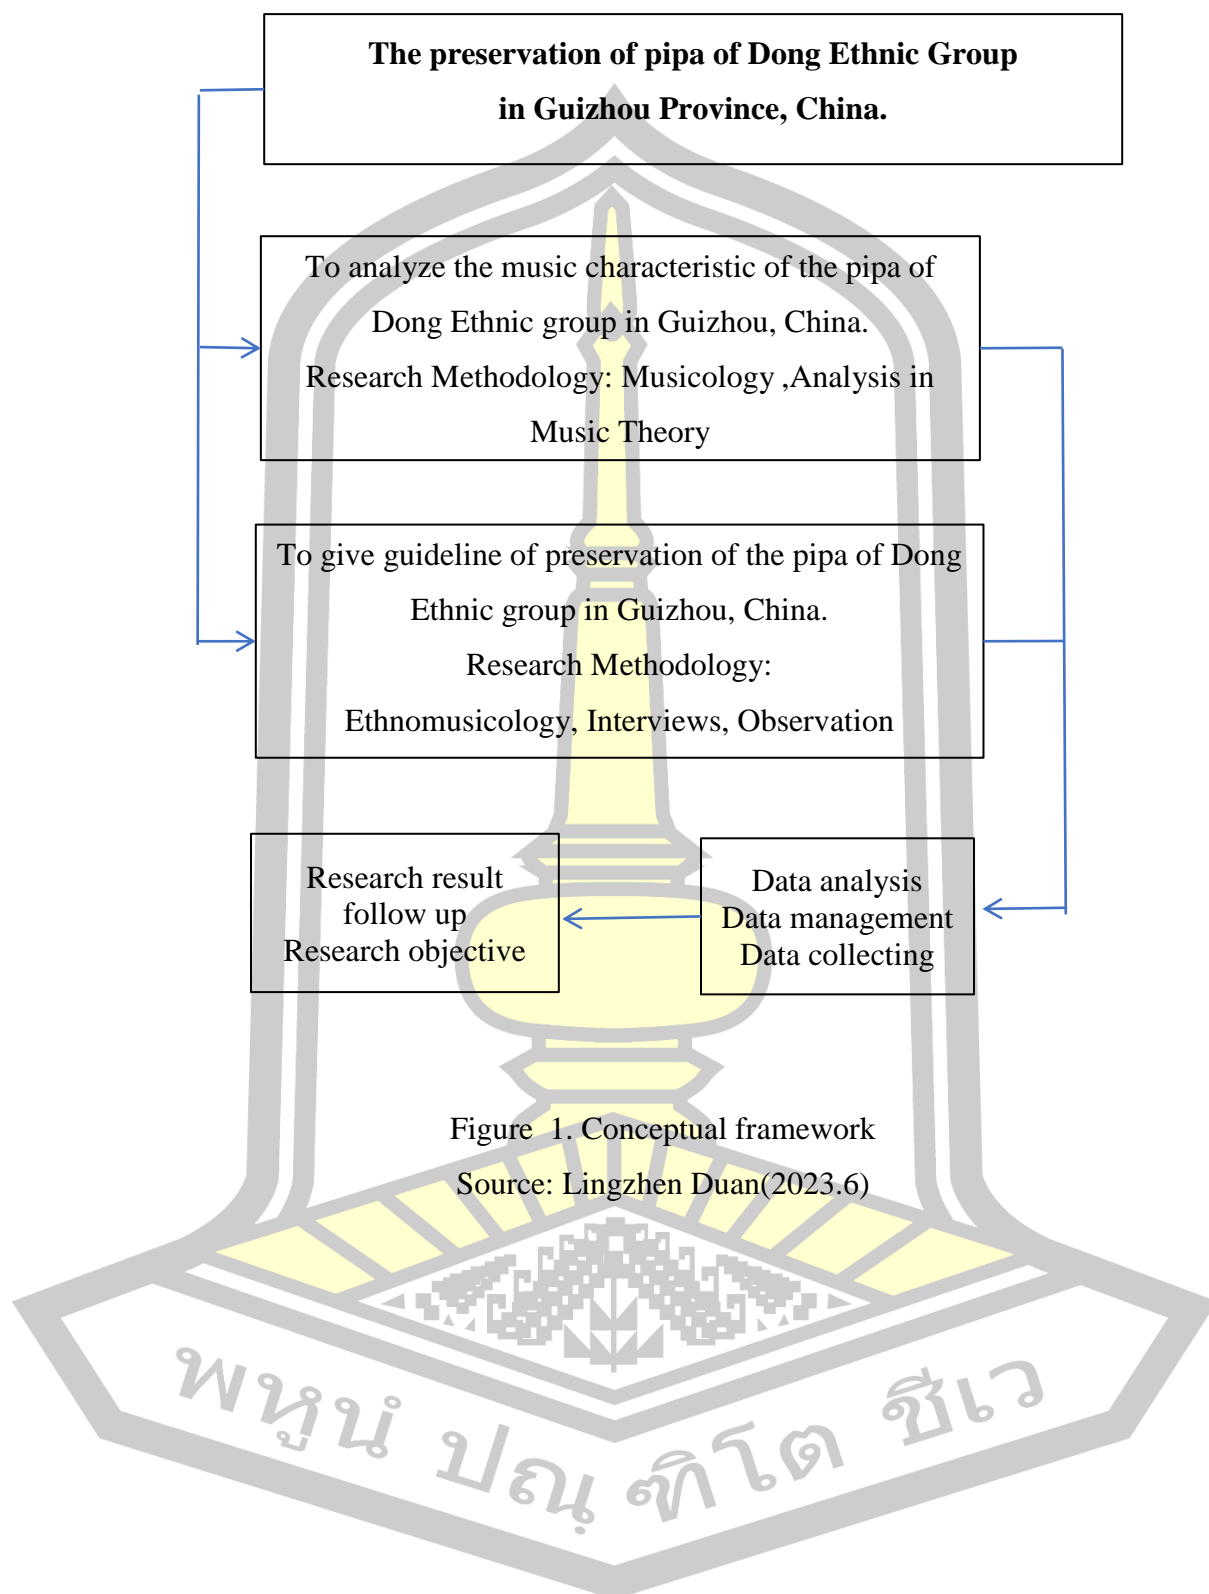 The preservation of pipa of Dong Ethnic Group
in Guizhou Province, China.
To analyze the music characteristic of the pipa of
Dong Ethnic group in Guizhou, China.
Research Methodology: Musicology ,Analysis in
Music Theory
To give guideline of preservation of the pipa of Dong
Ethnic group in Guizhou, China.
Research Methodology:
Ethnomusicology, Interviews, Observation
Research result
follow up
Research objective
Data analysis
Data management
Data collecting
Figure 1. Conceptual framework
Source: Lingzhen Duan(2023.6)
พหูนํ ปณฺฑิโต ชีเว